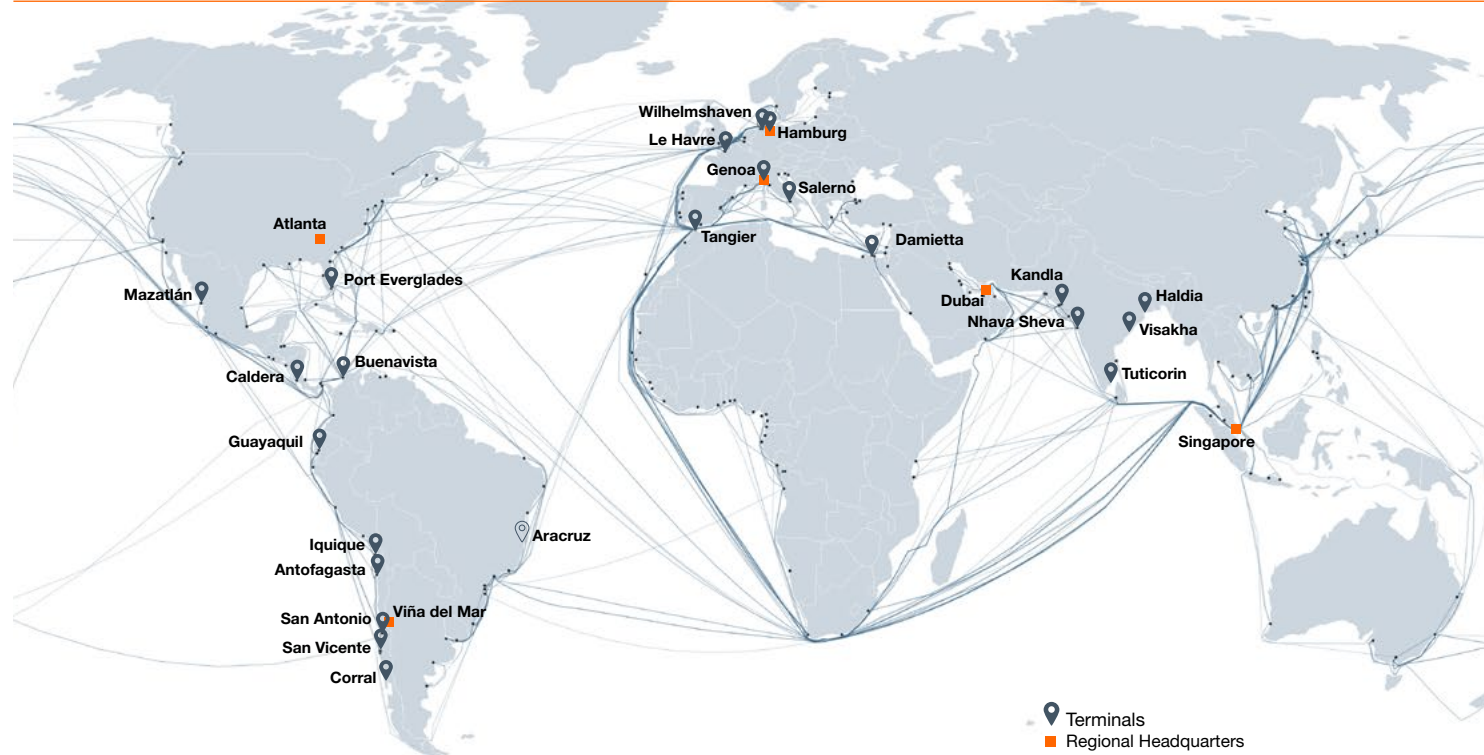 Wilhelmshaven
Hamburg
Le Havre
Genoa
Salerno
Atlanta
Tangier
Damietta
Port Everglades
Mazatlán
Kandla
Dubai
Haldia
Nhava Sheva
Visakha
Buenavista
Caldera
Tuticorin
Guayaquil
Singapore
Aracruz
Iquique
Antofagasta
Viña del Mar
San Antonio
San Vicente
Corral
Terminals
Regional Headquarters